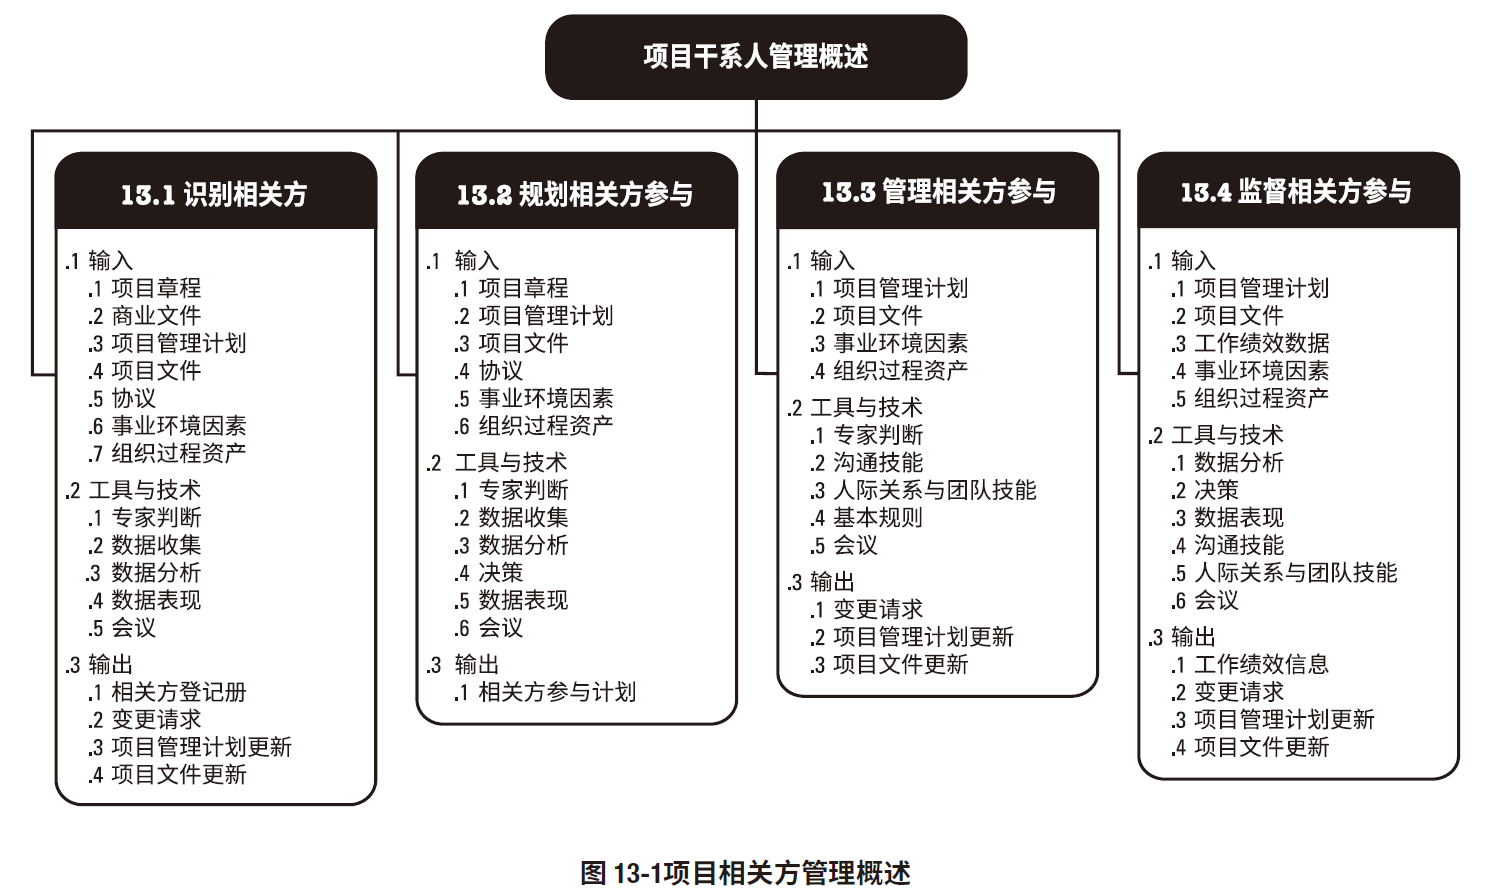 项目干系人管理概述
13.1 识别相关方
.1 输入
.1 项目章程
.2 商业文件
.3 项目管理计划
.4 项目文件
.5 协议
.6 事业环境因素
.7 组织过程资产
.2 工具与技术
.1 专家判断
.2 数据收集
.3 数据分析
.4 数据表现
.5 会议
.3 输出
.1 相关方登记册
.2 变更请求
.3 项目管理计划更新
.4 项目文件更新
13.2 规划相关方参与
.1 输入
.1 项目章程
.2 项目管理计划
.3 项目文件
.4 协议
.5 事业环境因素
.6 组织过程资产
.2 工具与技术
.1 专家判断
.2 数据收集
.3 数据分析
.4 决策
.5 数据表现
.6 会议
.3 输出
.1 相关方参与计划
13.3 管理相关方参与
.1 输入
.1 项目管理计划
.2 项目文件
.3 事业环境因素
.4 组织过程资产
.2 工具与技术
.1 专家判断
.2 沟通技能
.3 人际关系与团队技能
.4 基本规则
.5 会议
.3 输出
.1 变更请求
.2 项目管理计划更新
.3 项目文件更新
13.4 监督相关方参与
.1 输入
.1 项目管理计划
.2 项目文件
.3 工作绩效数据
.4 事业环境因素
.5 组织过程资产
.2 工具与技术
.1 数据分析
.2 决策
.3 数据表现
.4 沟通技能
.5 人际关系与团队技能
.6 会议
.3 输出
.1 工作绩效信息
.2 变更请求
.3 项目管理计划更新
.4 项目文件更新
图 13-1项目相关方管理概述